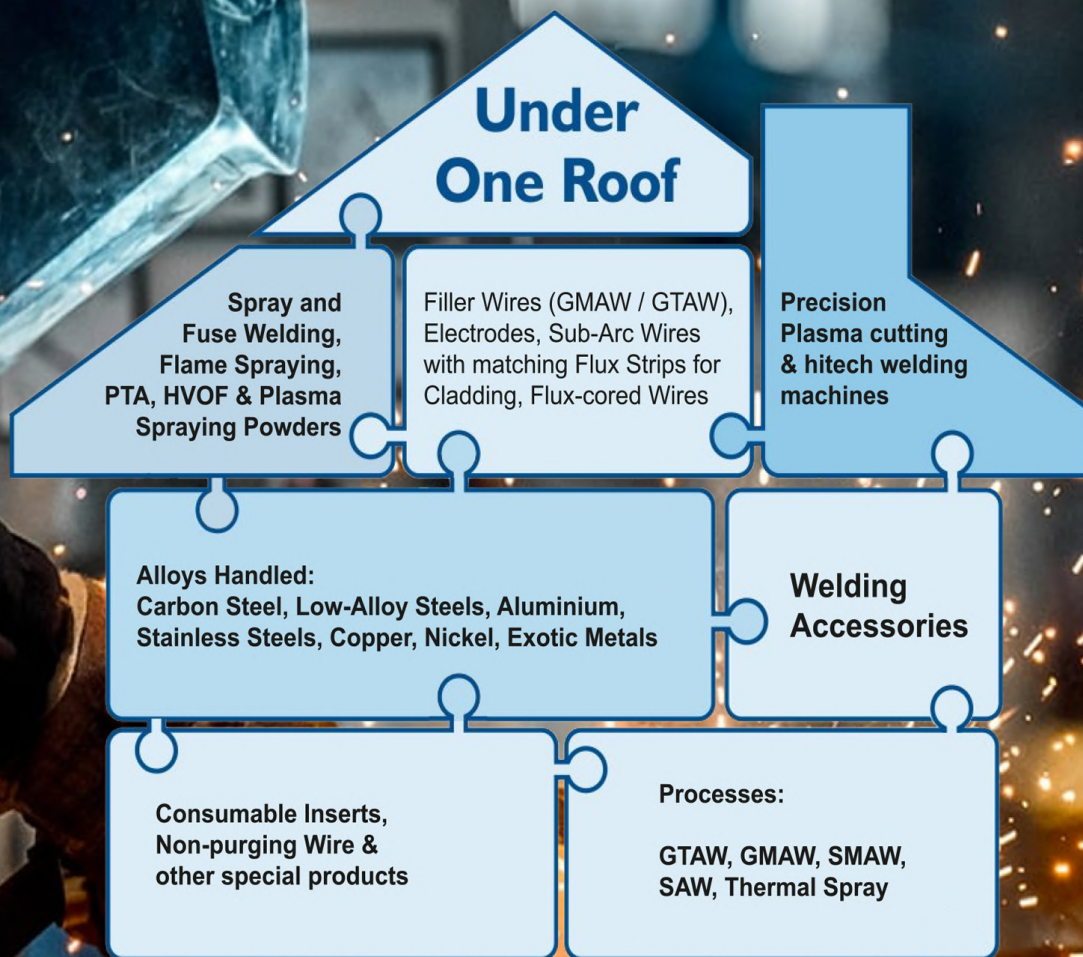 Under
One Roof
Spray and
Fuse Welding,
Flame Spraying,
PTA, HVOF & Plasma
Spraying Powders
Filler Wires (GMAW / GTAW),
Electrodes, Sub-Arc Wires
with matching Flux Strips for
Cladding, Flux-cored Wires
Precision
Plasma cutting
& hitech welding
machines
Alloys Handled:
Carbon Steel, Low-Alloy Steels, Aluminium,
Stainless Steels, Copper, Nickel, Exotic Metals
Welding
Accessories
Consumable Inserts,
Non-purging Wire &
other special products
Processes:
GTAW, GMAW, SMAW,
SAW, Thermal Spray